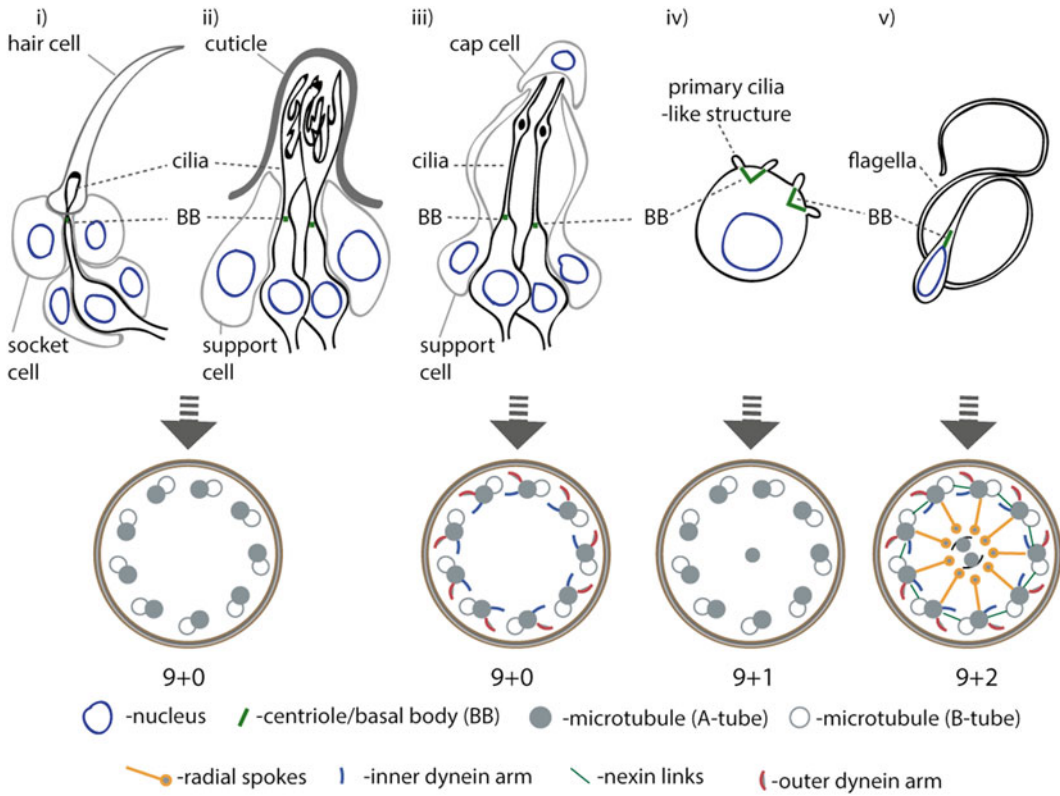 i)
ii)
iii)
iv)
v)
hair cell
cuticle
cap cell
primary cilia
-like structure
cilia
cilia
flagella
BB
BB
BB
socket
cell
support
cell
support
cell
9+0
9+0
9+1
9+2
-nucleus
-centriole/basal body (BB)
-microtubule (A-tube)
-microtubule (B-tube)
-radial spokes
-inner dynein arm
-nexin links
-outer dynein arm